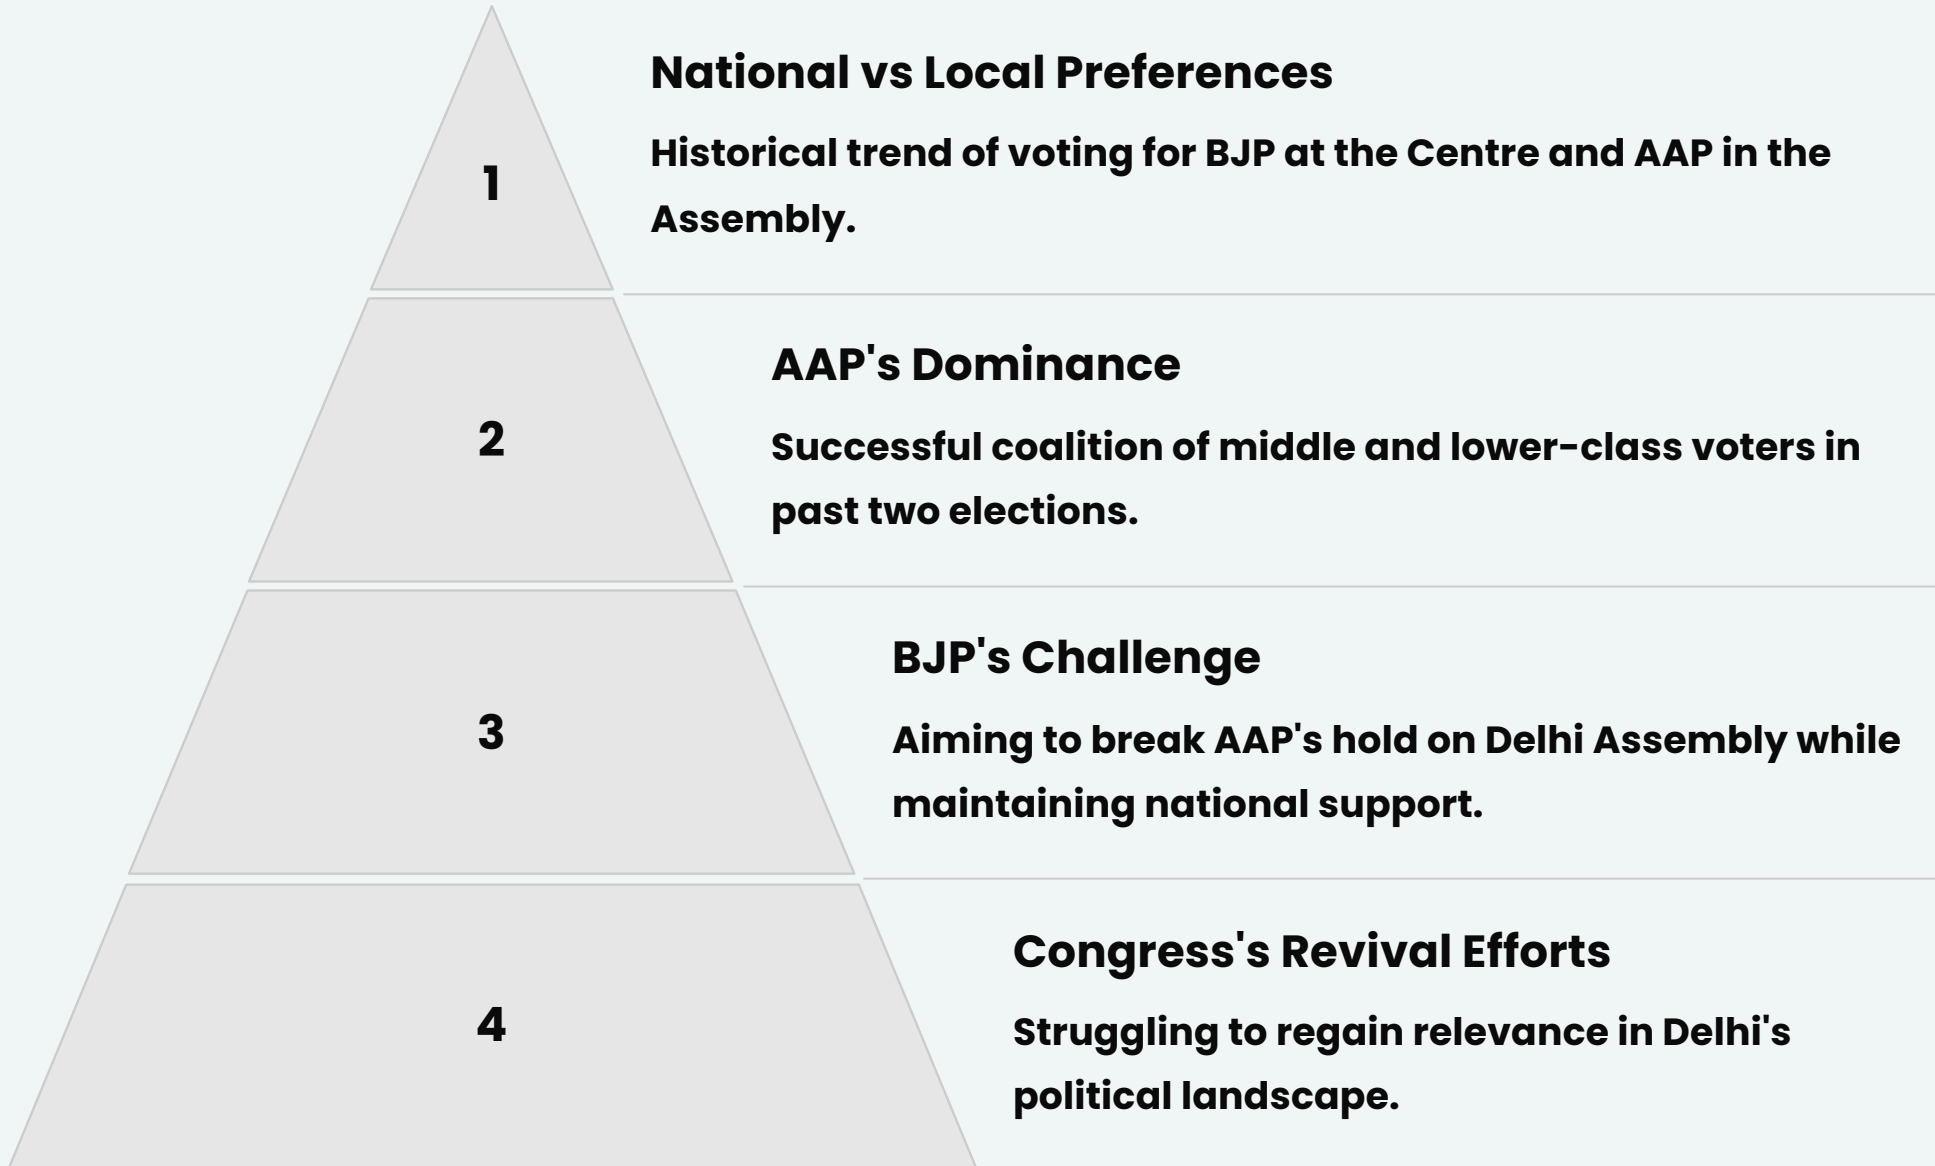 1
National vs Local Preferences
Historical trend of voting for BJP at the Centre and AAP in the
Assembly.
2
AAP's Dominance
Successful coalition of middle and lower-class voters in
past two elections.
3
BJP's Challenge
Aiming to break AAP's hold on Delhi Assembly while
maintaining national support.
4
Congress's Revival Efforts
Struggling to regain relevance in Delhi's
political landscape.